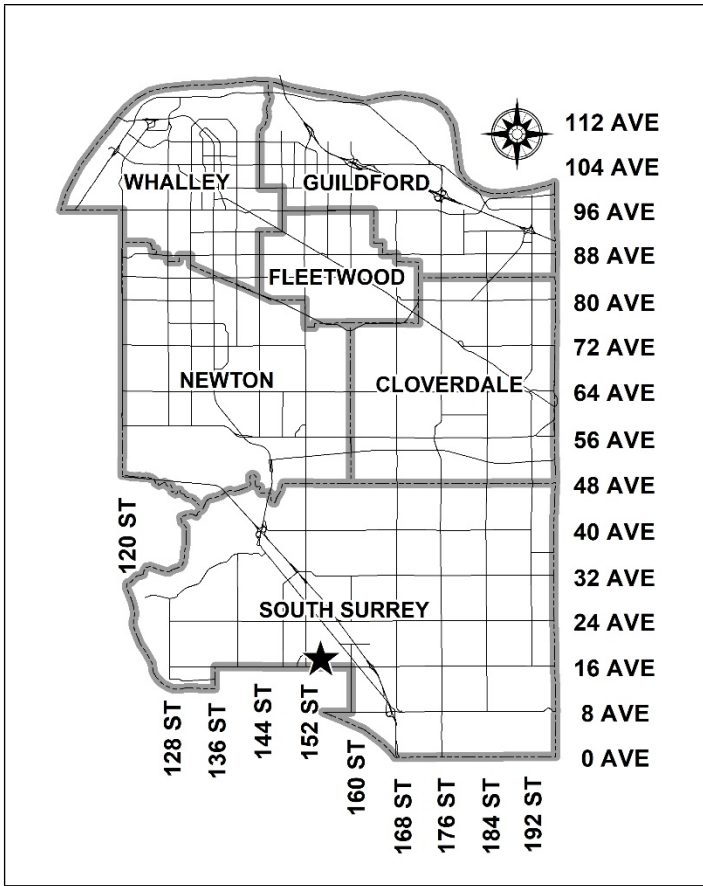 112 AVE
104 AVE
WHALLEY
GUILDFORD
96 AVE
88 AVE
FLEETWOOD
80 AVE
72 AVE
NEWTON
CLOVERDALE
64 AVE
56 AVE
48 AVE
120 ST
40 AVE
32 AVE
SOUTH SURREY
24 AVE
16 AVE
128 ST
136 ST
144 ST
152 ST
160 ST
8 AVE
0 AVE
168 ST
176 ST
184 ST
192 ST